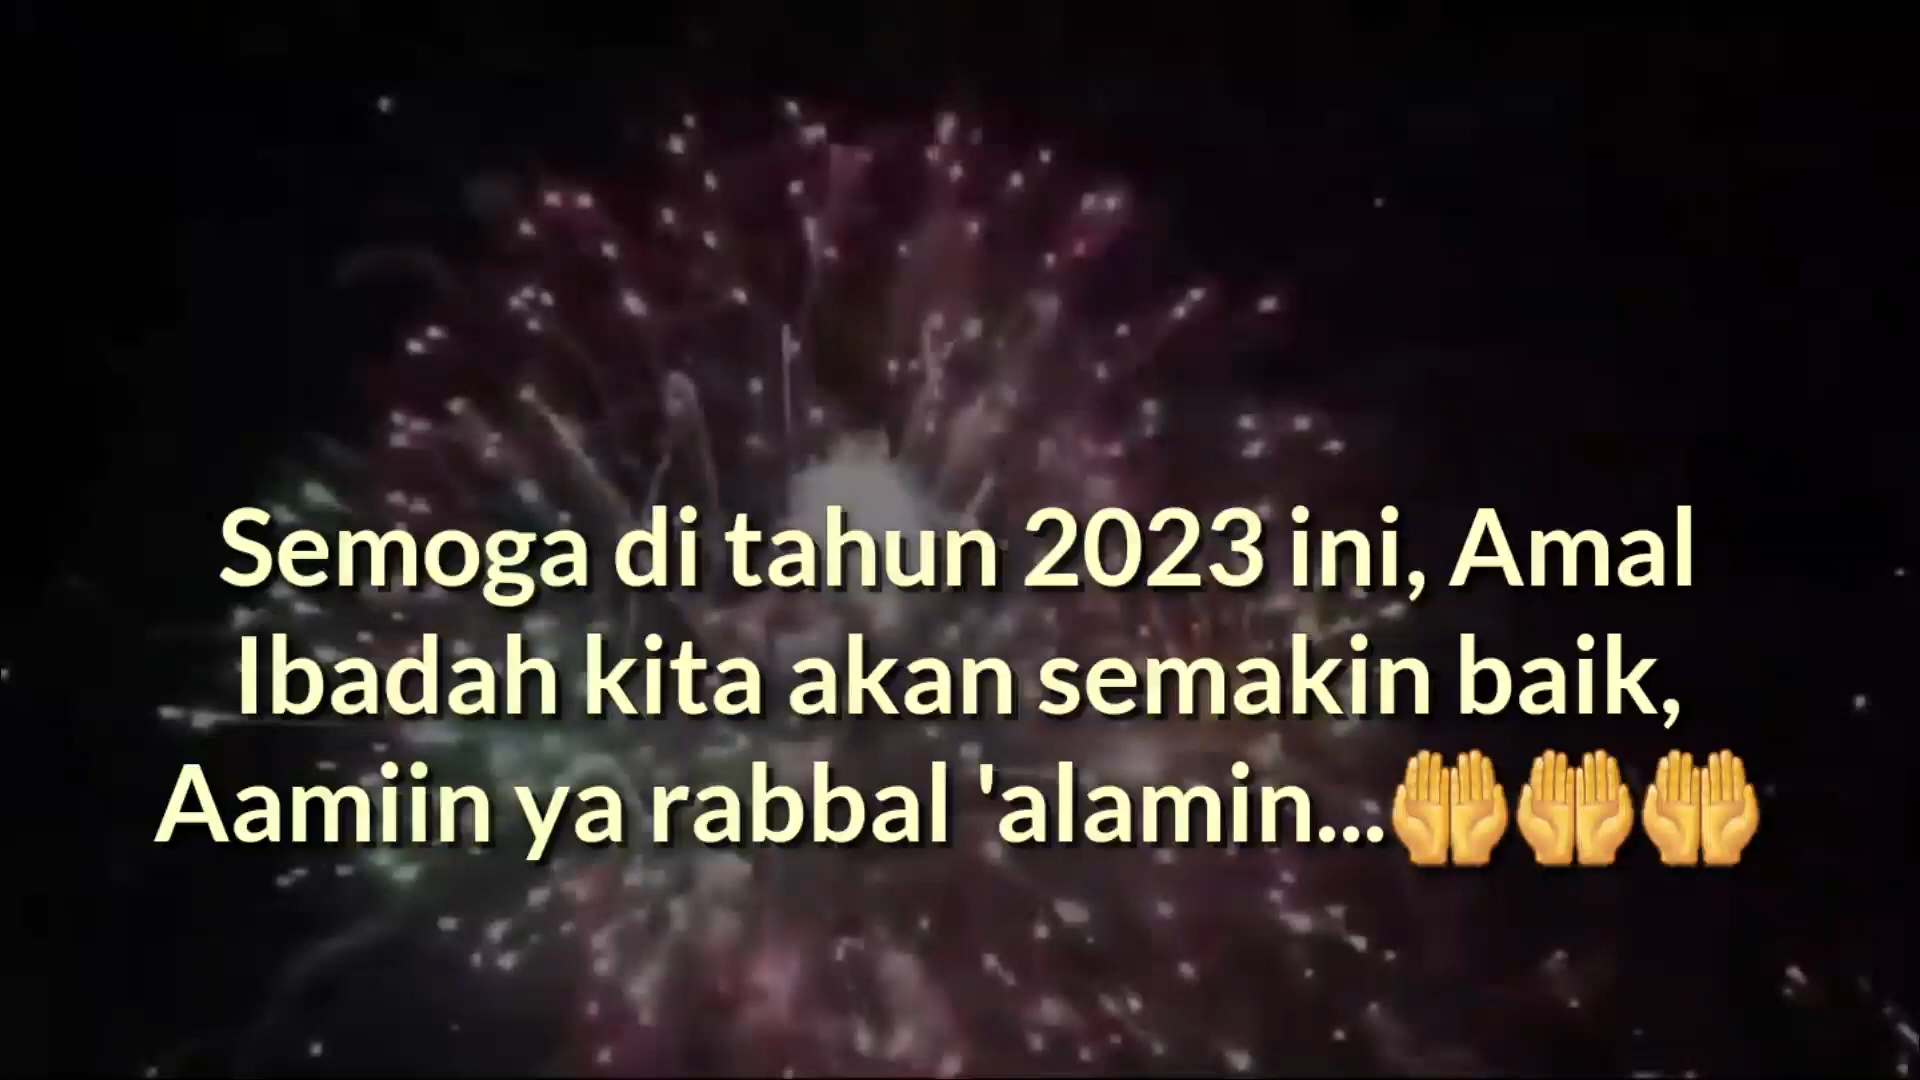 Semoga di tahun 2023 ini, Amal
Ibadah kita akan semakin baik,
Aamiin ya rabbal 'alamin...🤲🤲🤲